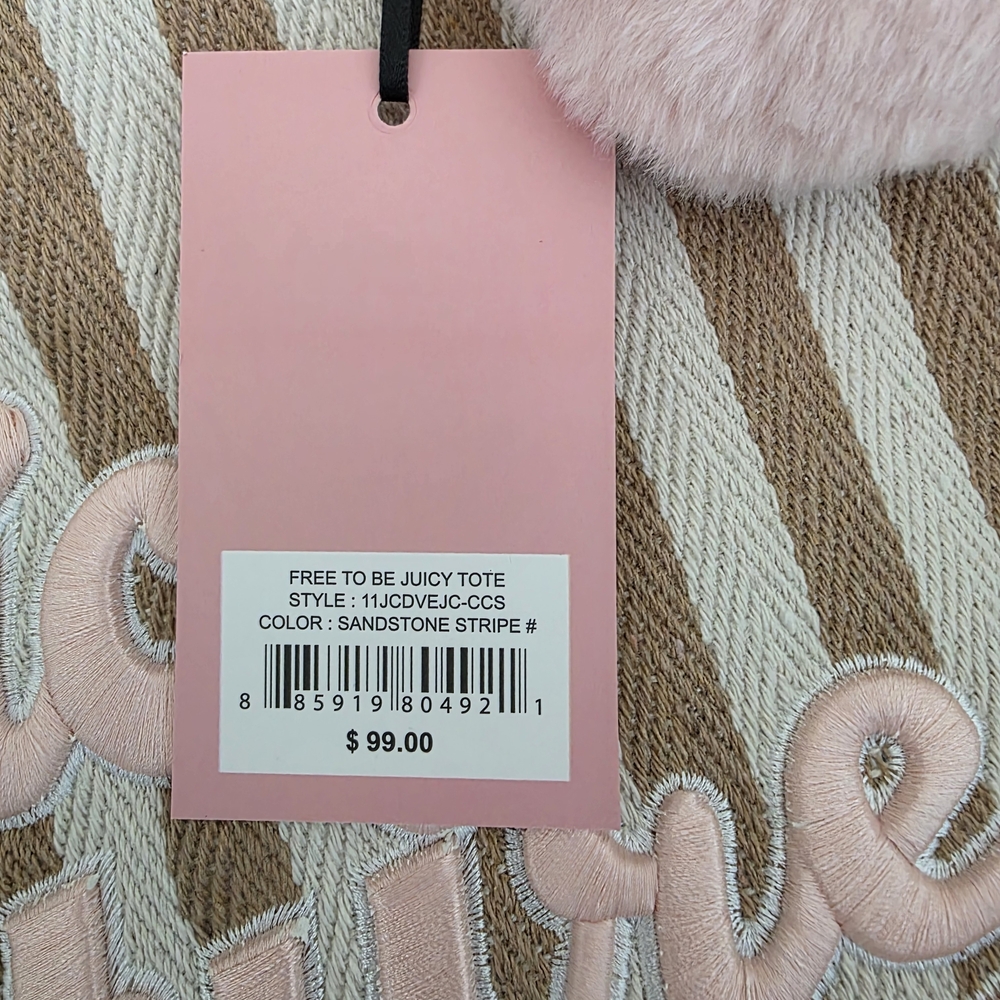 FREE TO BE JUICY TOTE
STYLE : 11JCDVEJC-CCS
COLOR : SANDSTONE STRIPE #
8 85919 80492 1
$ 99.00